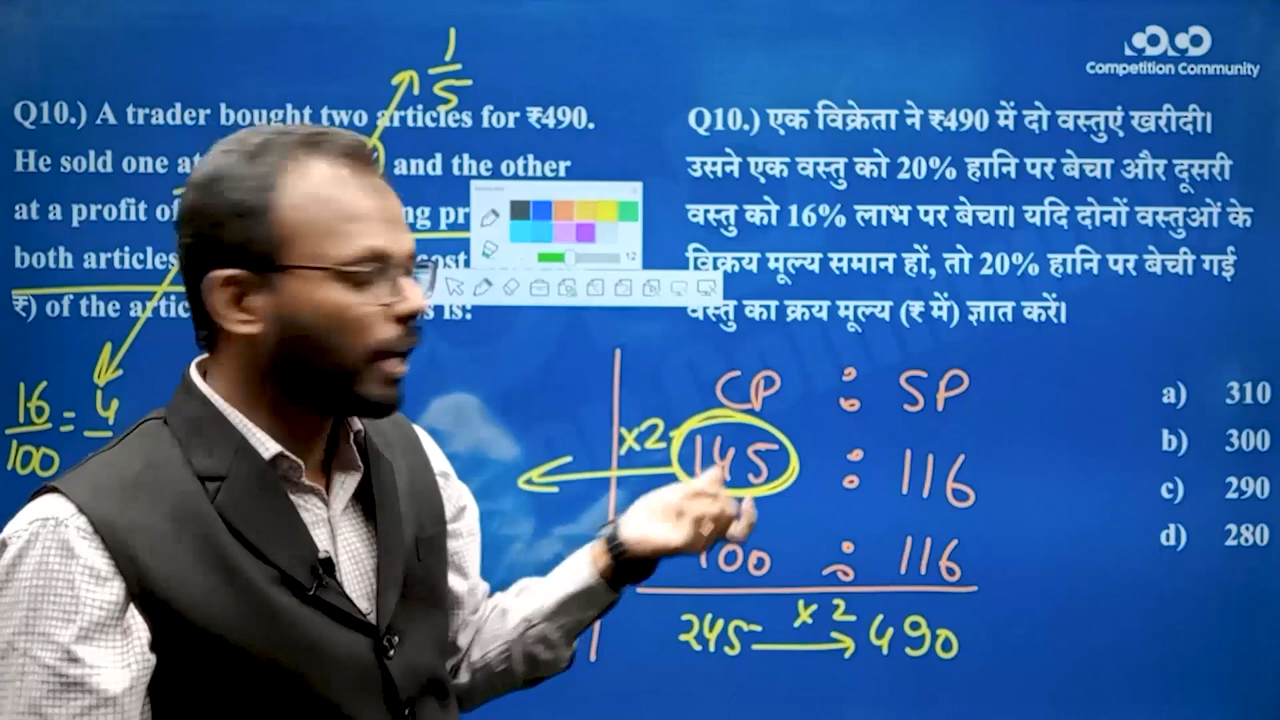 Competition Community
Q10.) A trader bought two articles for ₹490.
He sold one and the other
at a profit of
both articles
₹) of the
Q10.) एक विक्रेता ने ₹490 में दो वस्तुएं खरीदी।
उसने एक वस्तु को 20% हानि पर बेचा और दूसरी
वस्तु को 16% लाभ पर बेचा। यदि दोनों वस्तुओं के
विक्रय मूल्य समान हों, तो 20% हानि पर बेची गई
वस्तु का क्रय मूल्य (₹ में) ज्ञात करें।
1/5
16/100 = 4
12
CP : SP
×2 145 : 116
100 : 116
245 ×2 → 490
a) 310
b) 300
c) 290
d) 280